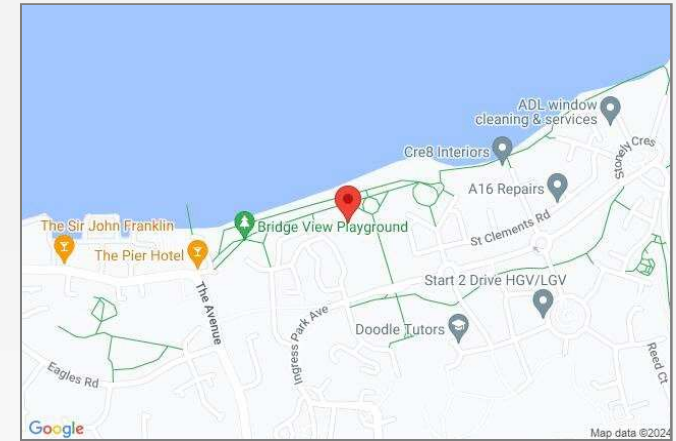 ADL window
cleaning & services
Cre8 Interiors
Stonely Cres
A16 Repairs
The Sir John Franklin
Bridge View Playground
St Clements Rd
The Pier Hotel
Start 2 Drive HGV/LGV
The Avenue
Ingress Park Ave
Doodle Tutors
Reed Ct
Eagles Rd
Google
Map data ©2024